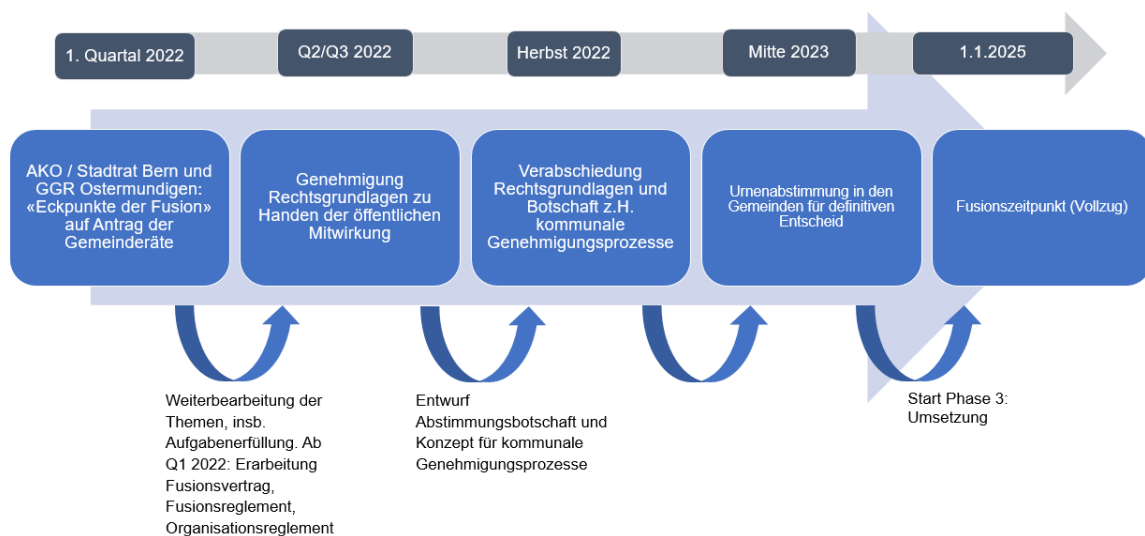 1. Quartal 2022
Q2/Q3 2022
Herbst 2022
Mitte 2023
1.1.2025
AKO / Stadtrat Bern und
GGR Ostermundigen:
«Eckpunkte der Fusion»
auf Antrag der
Gemeinderäte
Genehmigung
Rechtsgrundlagen zu
Handen der öffentlichen
Mitwirkung
Verabschiedung
Rechtsgrundlagen und
Botschaft z.H.
kommunale
Genehmigungsprozesse
Urnenabstimmung in den
Gemeinden für definitiven
Entscheid
Fusionszeitpunkt (Vollzug)
Weiterbearbeitung der
Themen, insb.
Aufgabenerfüllung. Ab
Q1 2022: Erarbeitung
Fusionsvertrag,
Fusionsreglement,
Organisationsreglement
Entwurf
Abstimmungsbotschaft und
Konzept für kommunale
Genehmigungsprozesse
Start Phase 3:
Umsetzung